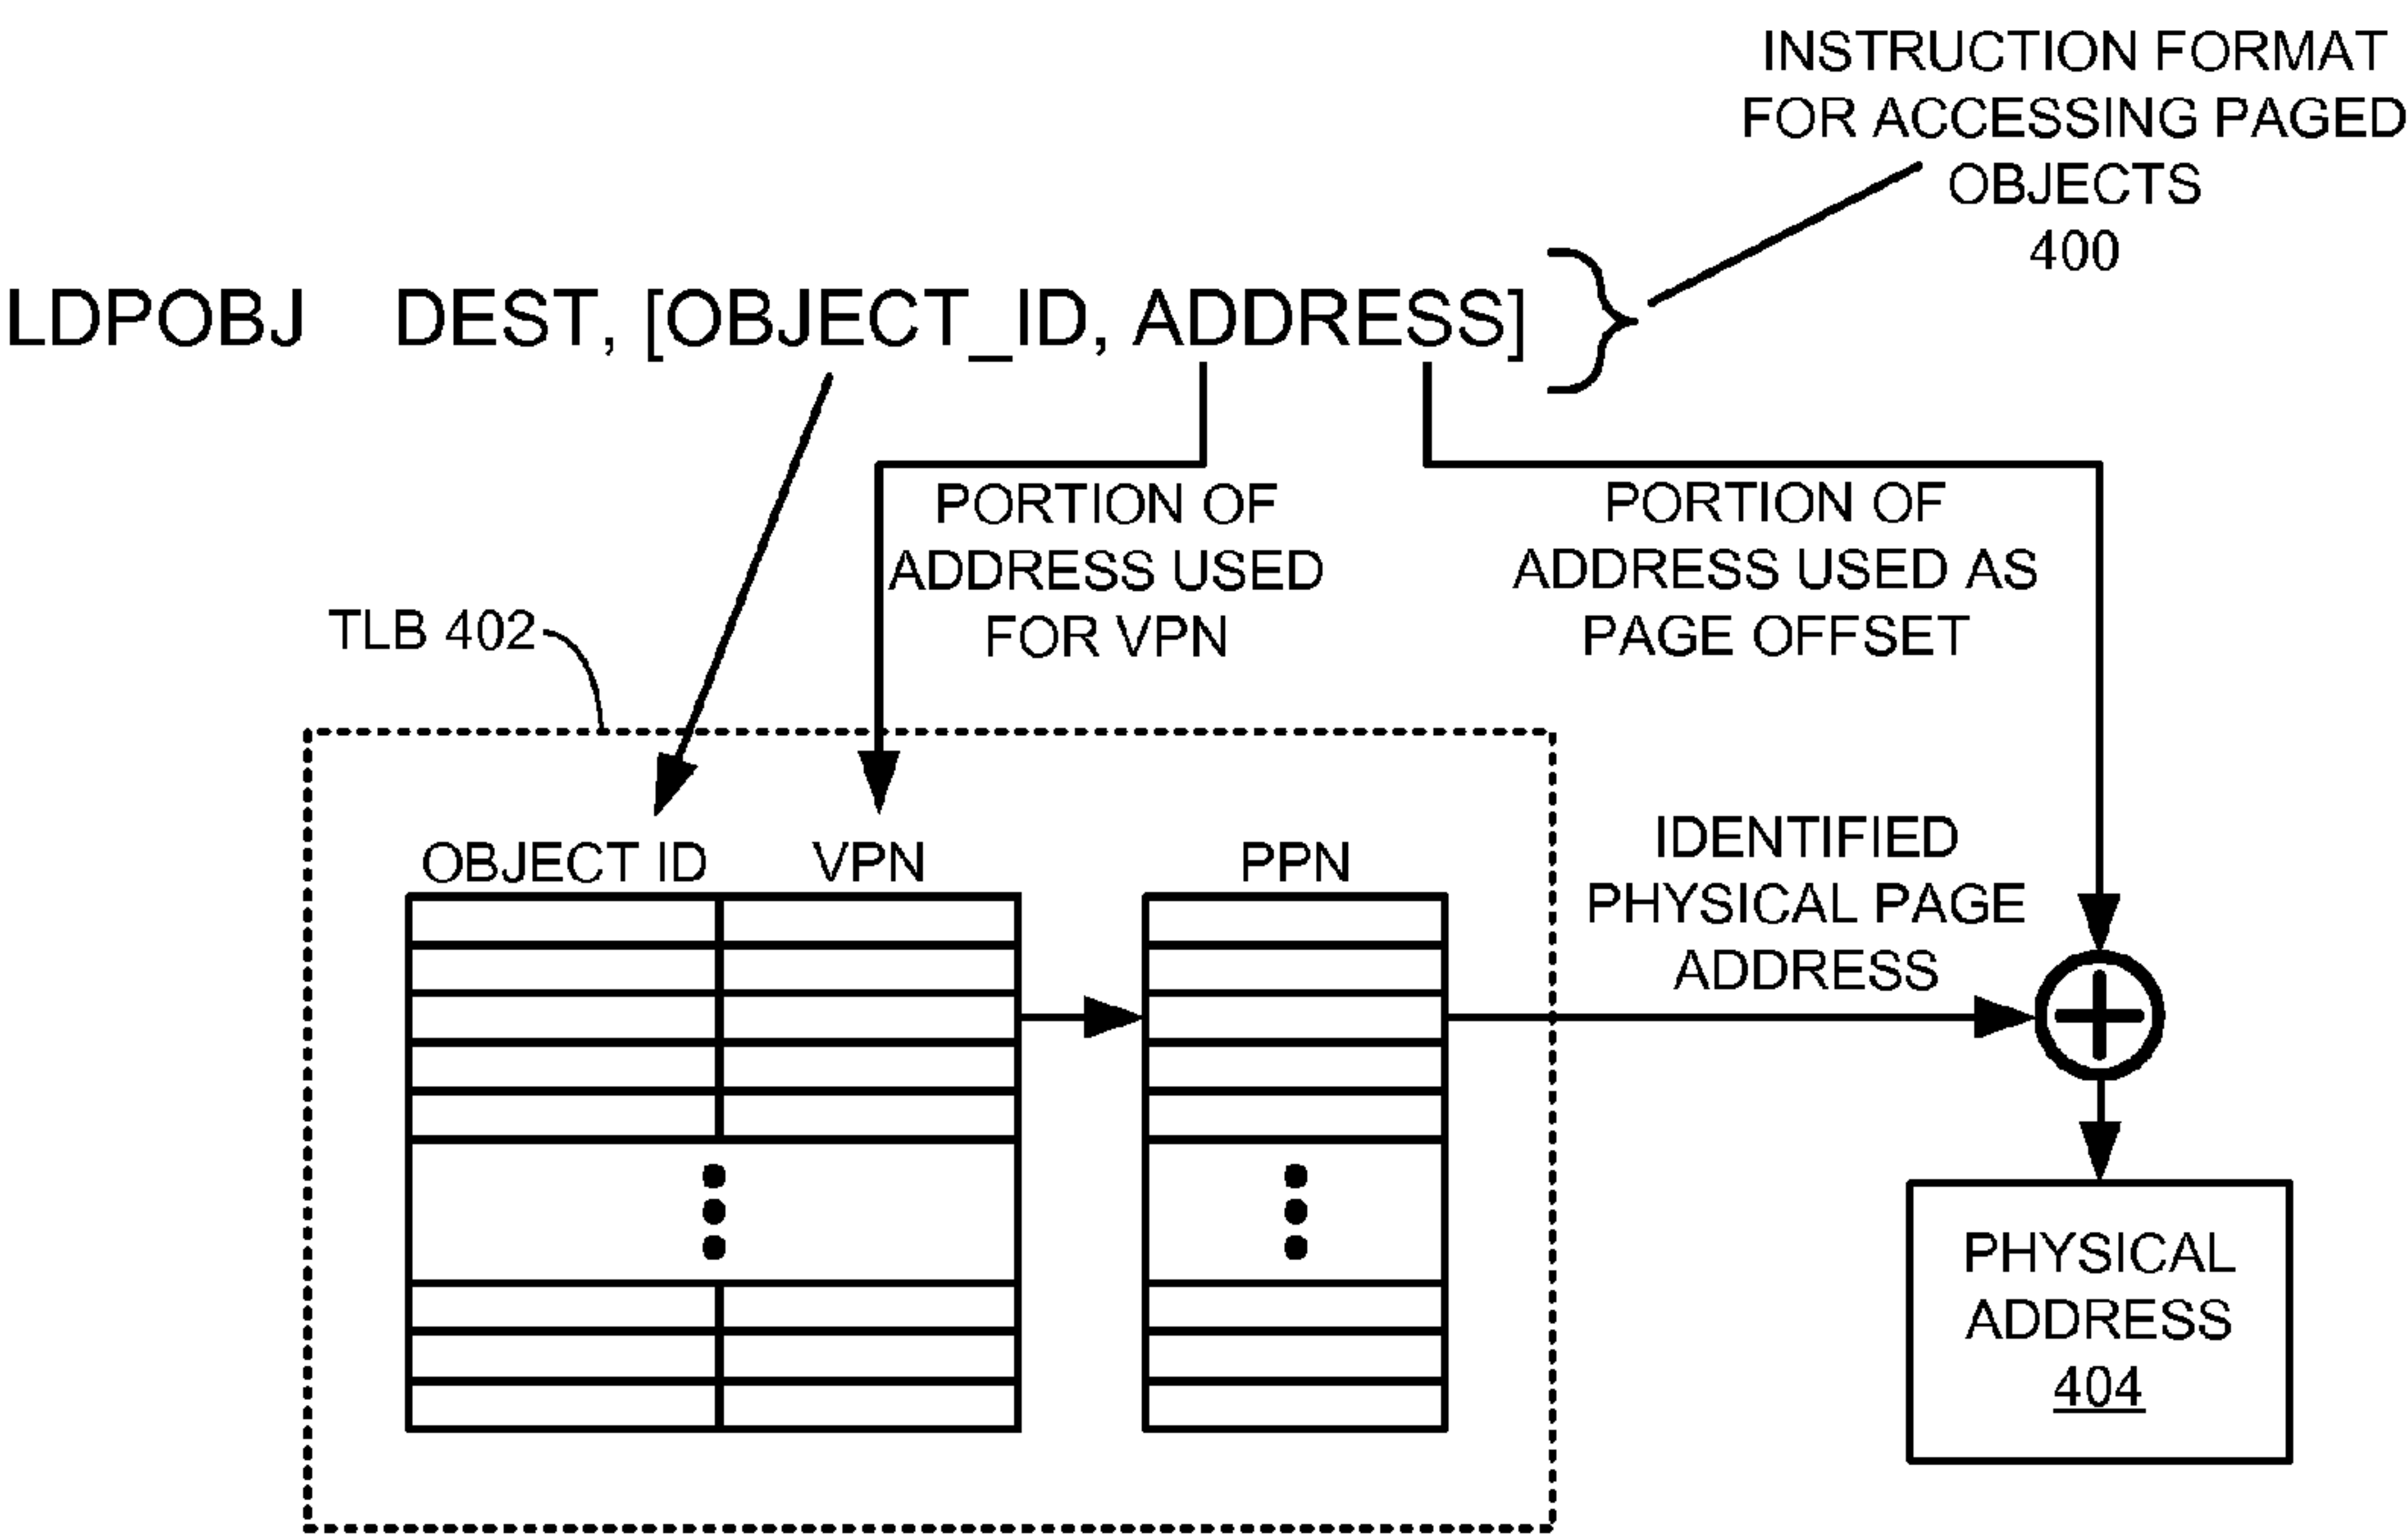 INSTRUCTION FORMAT
FOR ACCESSING PAGED
OBJECTS
400
LDPOBJ DEST, [OBJECT_ID, ADDRESS]
PORTION OF
ADDRESS USED
FOR VPN
PORTION OF
ADDRESS USED AS
PAGE OFFSET
TLB 402
OBJECT ID VPN
PPN
IDENTIFIED
PHYSICAL PAGE
ADDRESS
PHYSICAL
ADDRESS
404